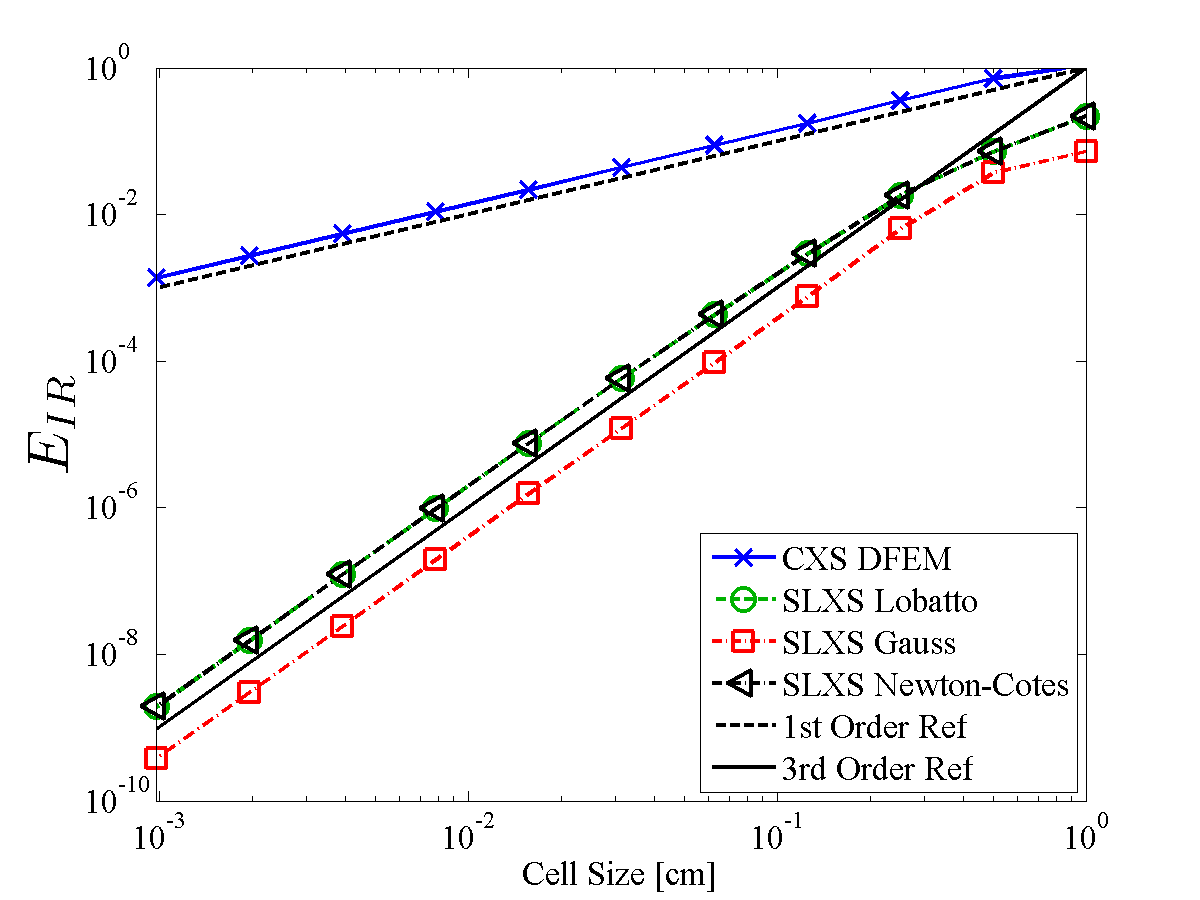 10^0
10^-2
10^-4
10^-6
10^-8
10^-10
E_IR
10^-3 10^-2 10^-1 10^0
Cell Size [cm]
CXS DFEM
SLXS Lobatto
SLXS Gauss
SLXS Newton-Cotes
1st Order Ref
3rd Order Ref